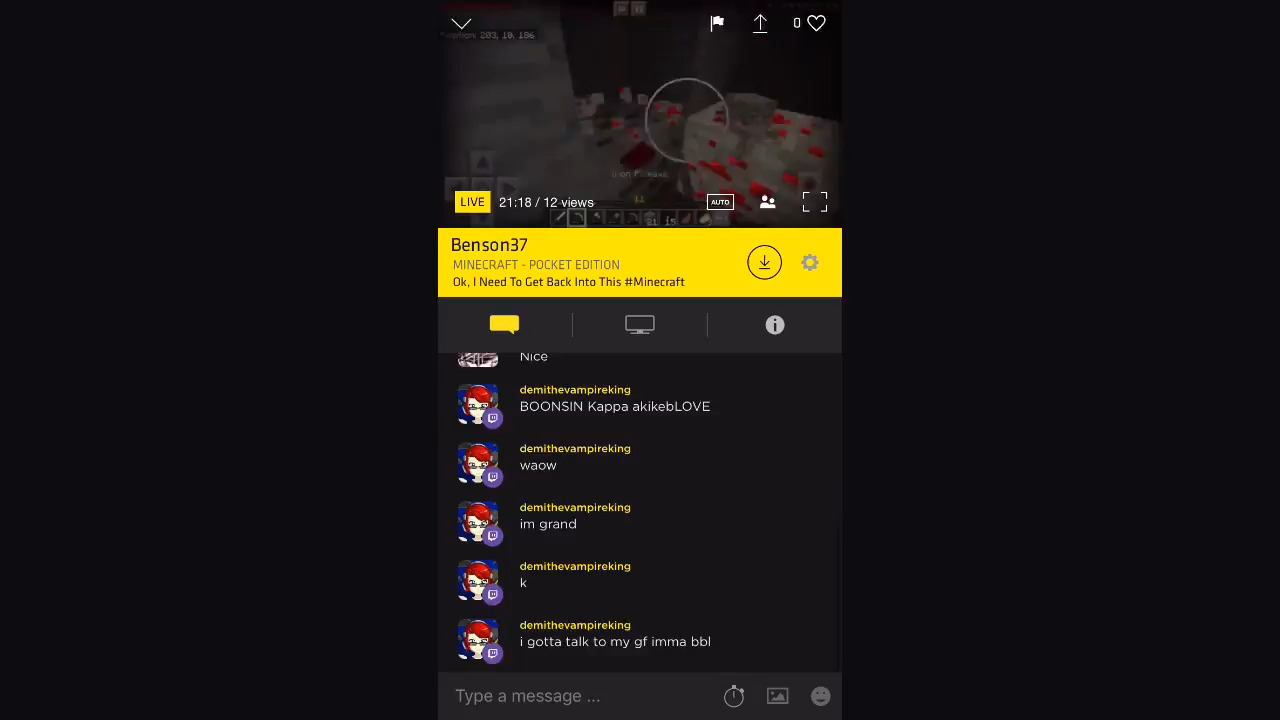 0
LIVE 21:18 / 12 views
AUTO
Benson37
MINECRAFT - POCKET EDITION
Ok, I Need To Get Back Into This #Minecraft
Nice
demithevampireking
BOONSIN Kappa akikebLOVE
demithevampireking
waow
demithevampireking
im grand
demithevampireking
k
demithevampireking
i gotta talk to my gf imma bbl
Type a message ...